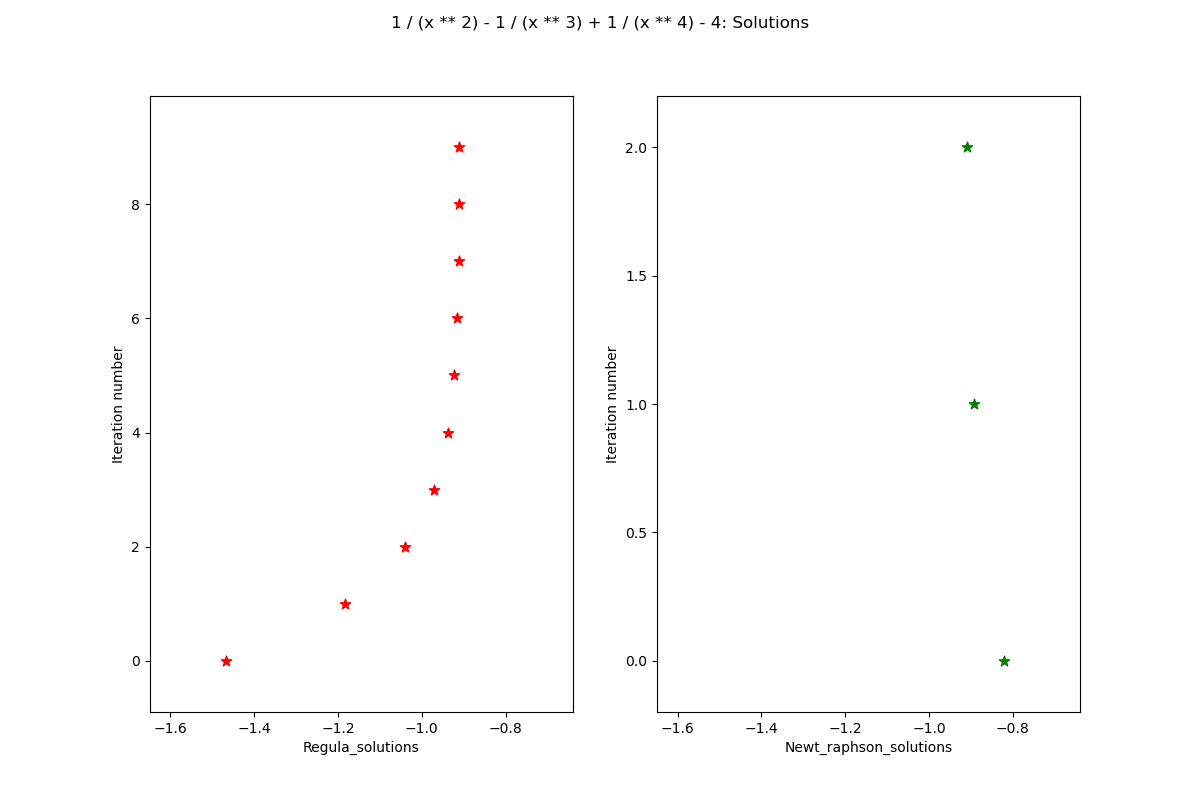 1 / (x ** 2) - 1 / (x ** 3) + 1 / (x ** 4) - 4: Solutions
8
6
4
2
0
Iteration number
−1.6 −1.4 −1.2 −1.0 −0.8
Regula_solutions
2.0
1.5
1.0
0.5
0.0
Iteration number
−1.6 −1.4 −1.2 −1.0 −0.8
Newt_raphson_solutions